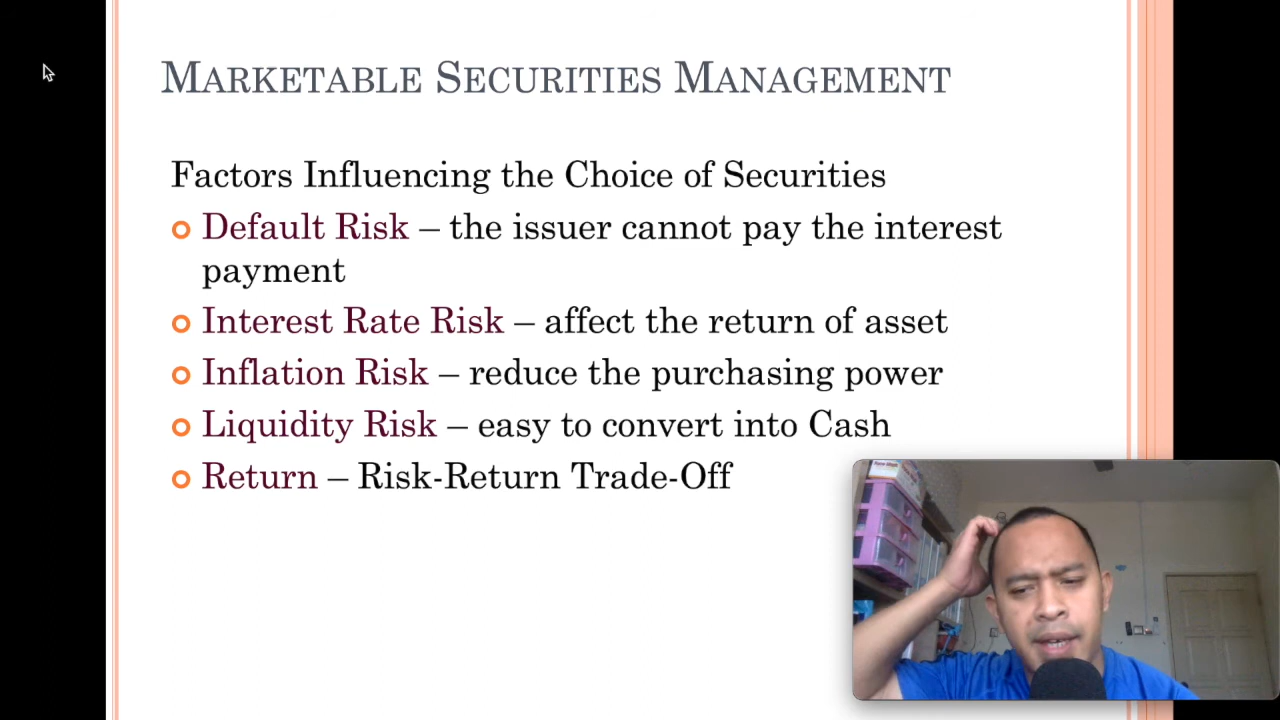 MARKETABLE SECURITIES MANAGEMENT
Factors Influencing the Choice of Securities
Default Risk – the issuer cannot pay the interest
payment
Interest Rate Risk – affect the return of asset
Inflation Risk – reduce the purchasing power
Liquidity Risk – easy to convert into Cash
Return – Risk-Return Trade-Off